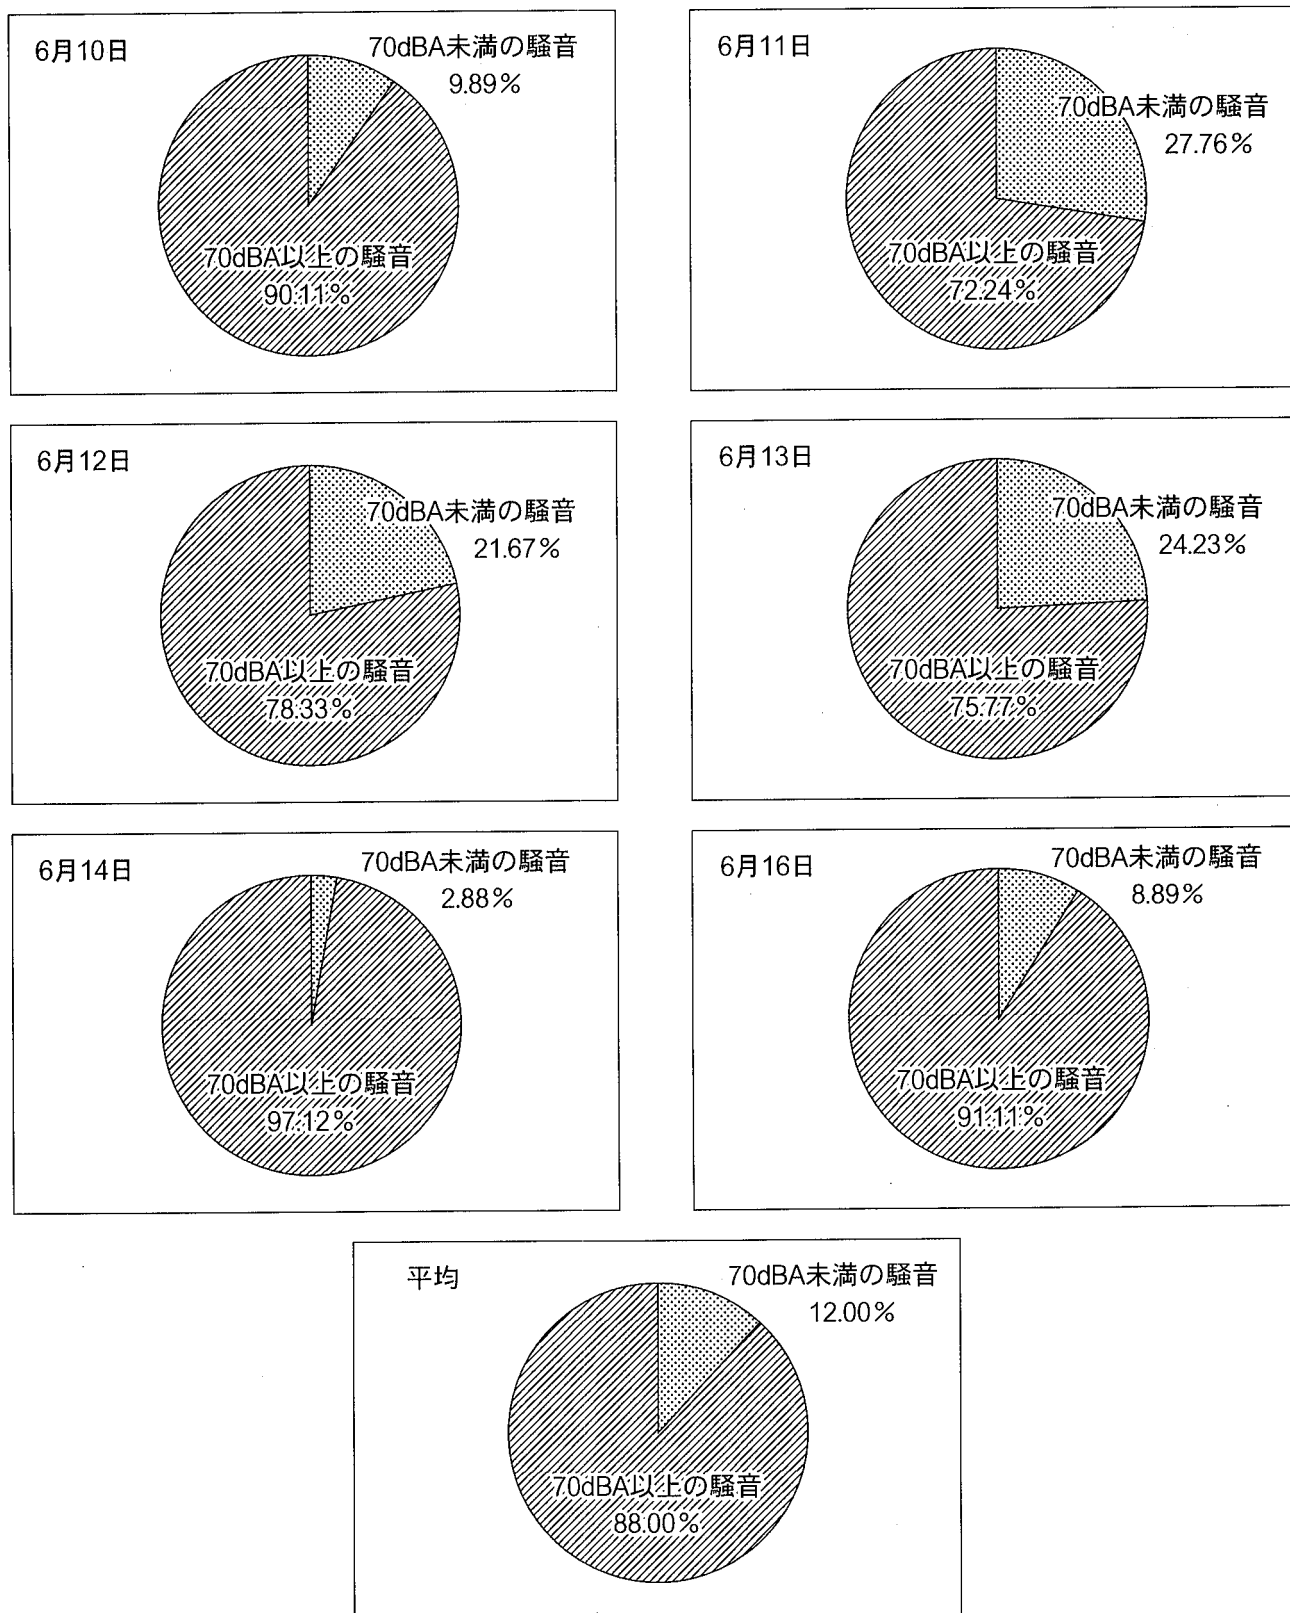 6月10日
70dBA未満の騒音
9.89%
70dBA以上の騒音
90.11%
6月11日
70dBA未満の騒音
27.76%
70dBA以上の騒音
72.24%
6月12日
70dBA未満の騒音
21.67%
70dBA以上の騒音
78.33%
6月13日
70dBA未満の騒音
24.23%
70dBA以上の騒音
75.77%
6月14日
70dBA未満の騒音
2.88%
70dBA以上の騒音
97.12%
6月16日
70dBA未満の騒音
8.89%
70dBA以上の騒音
91.11%
平均
70dBA未満の騒音
12.00%
70dBA以上の騒音
88.00%